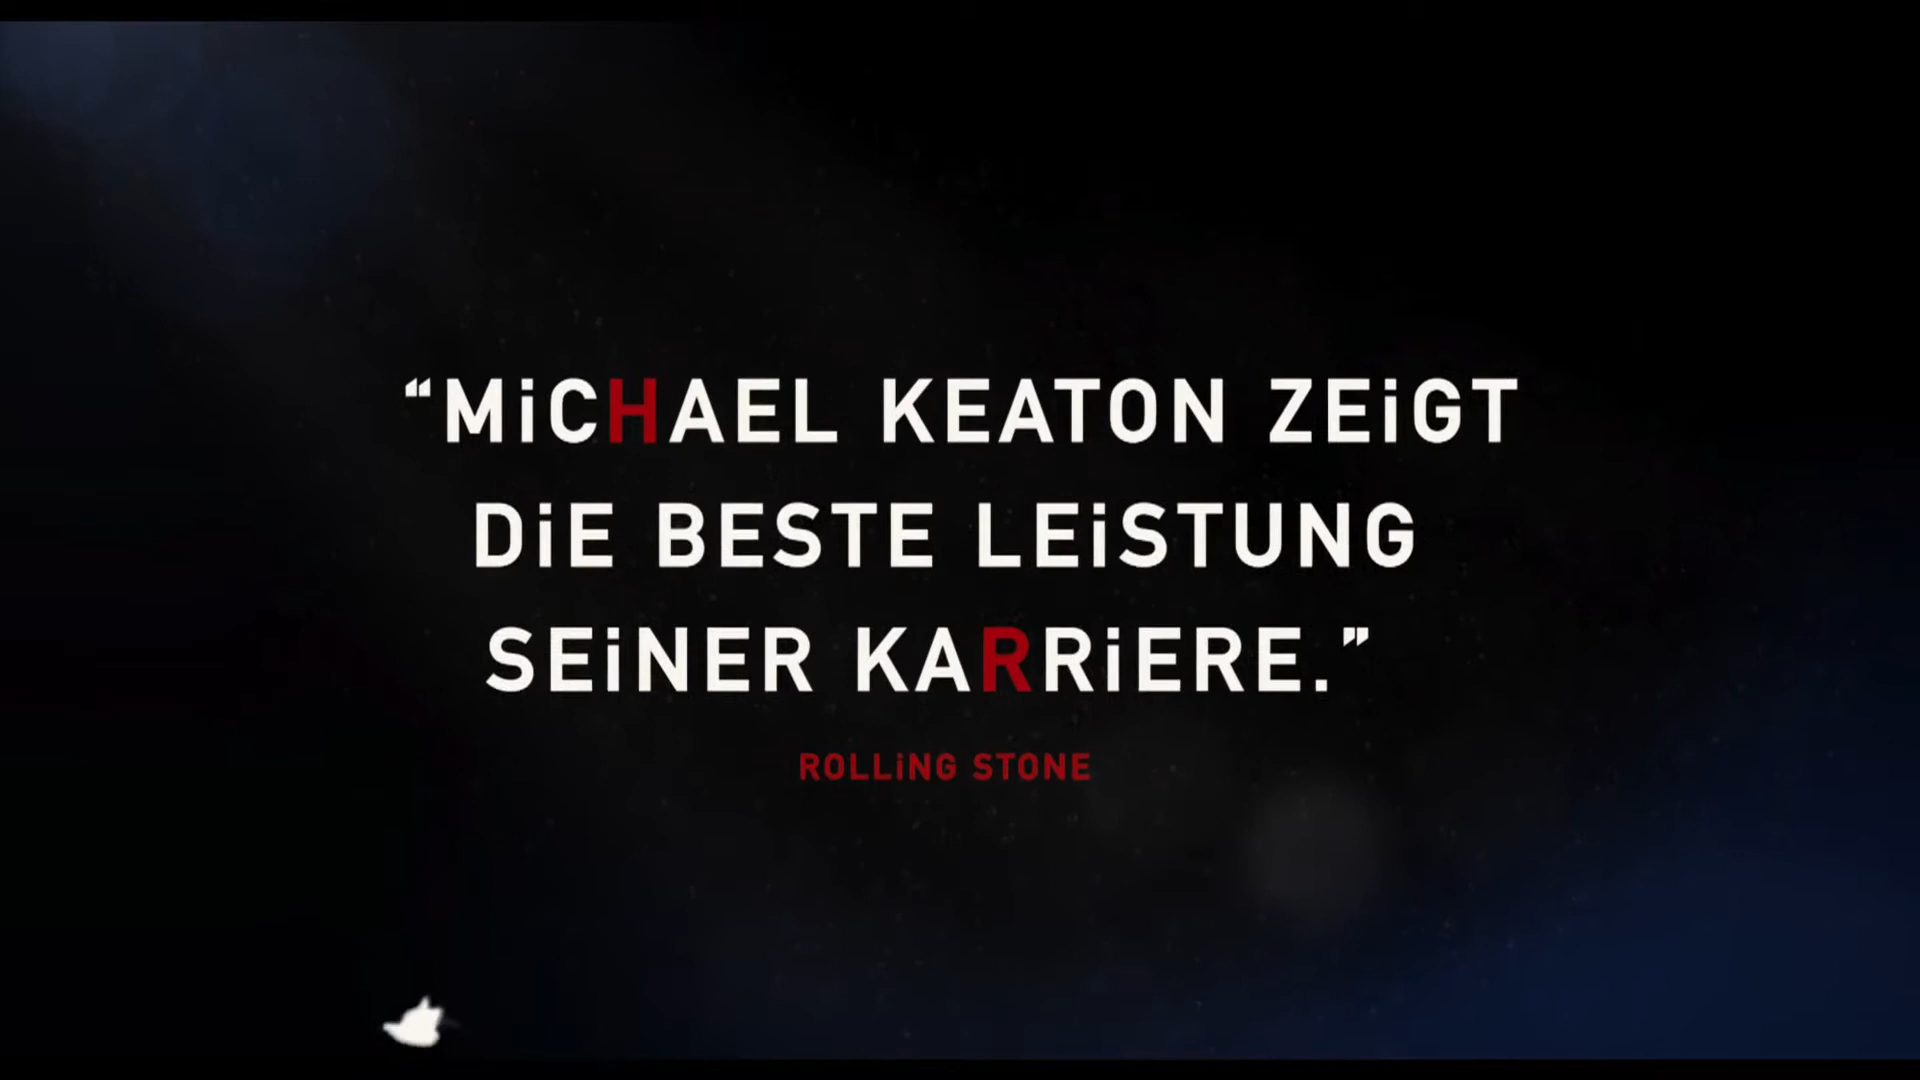 “MiCHAEL KEATON ZEiGT
DiE BESTE LEiSTUNG
SEiNER KARRiERE.”
ROLLiNG STONE